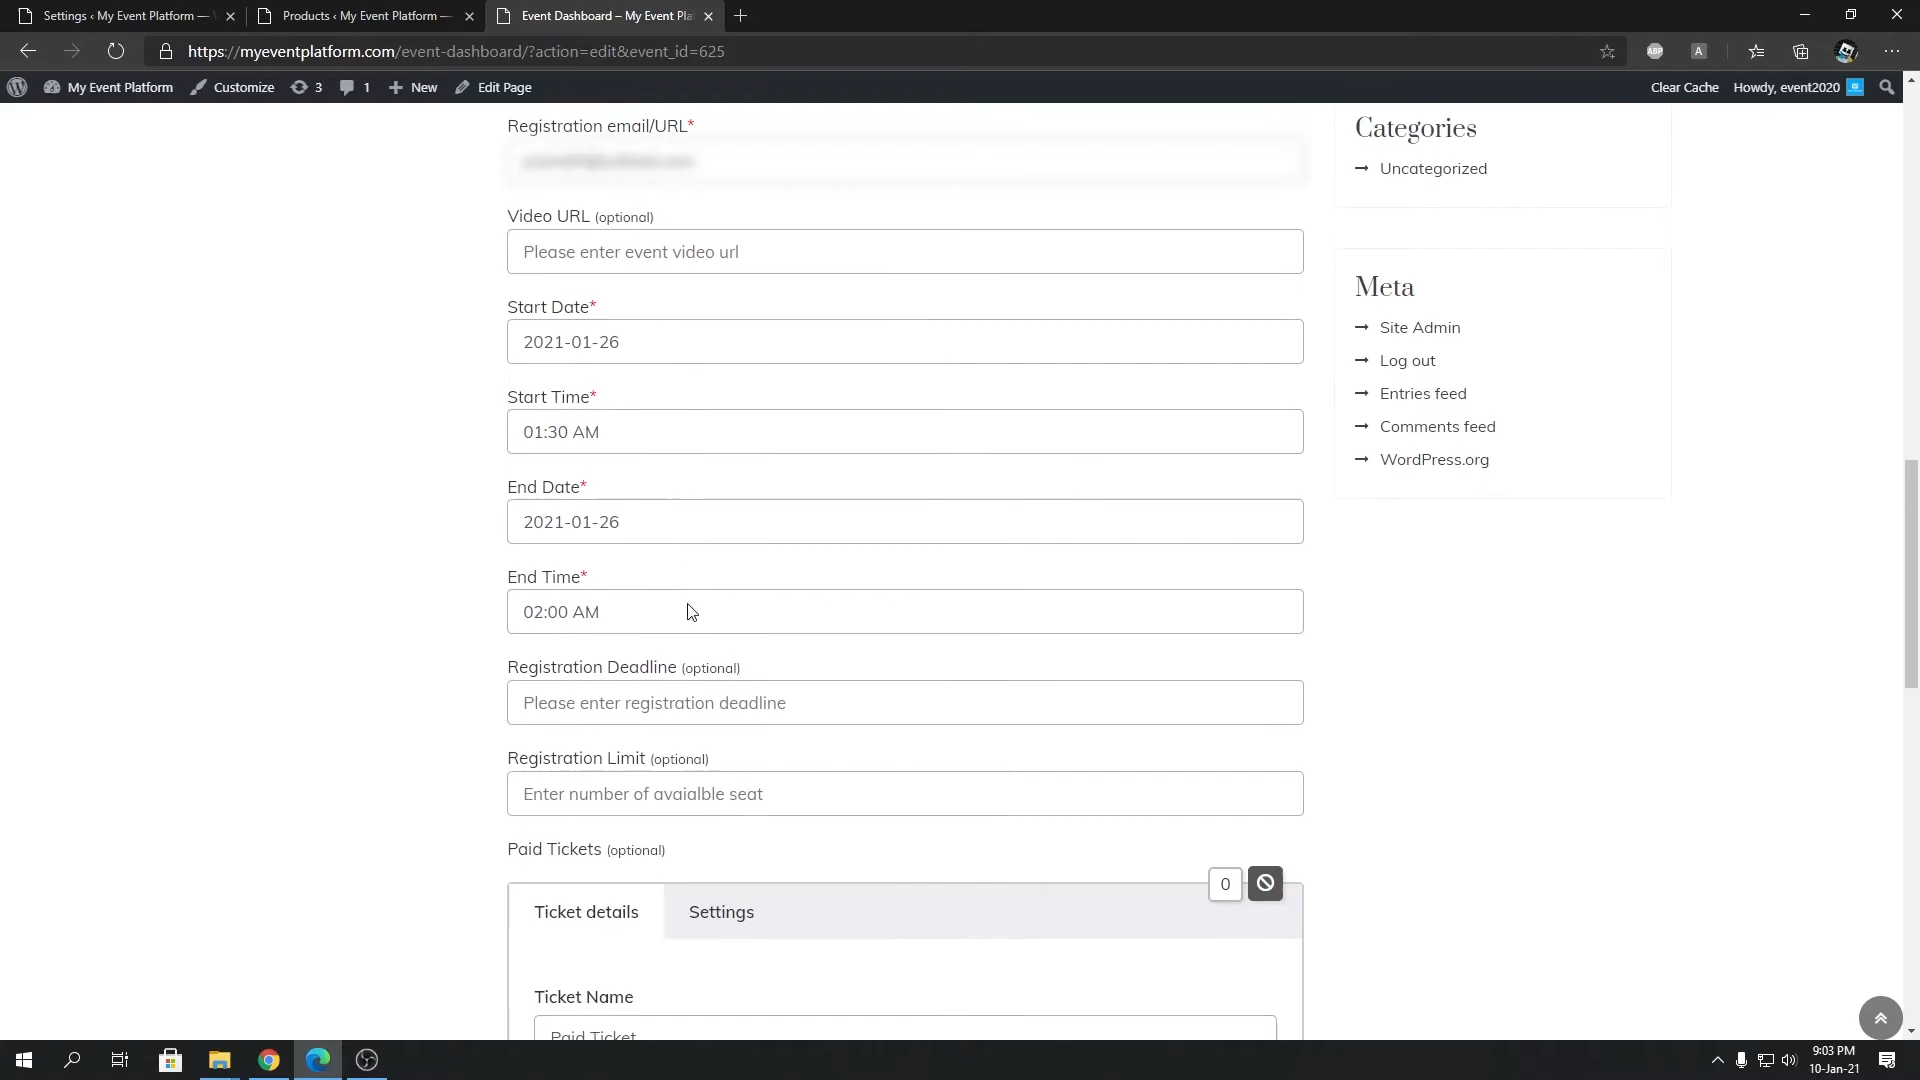 Settings ‹ My Event Platform —
Products ‹ My Event Platform —
Event Dashboard – My Event Pla
https://myeventplatform.com/event-dashboard/?action=edit&event_id=625
ABP
A
My Event Platform
Customize
3
1
New
Edit Page
Clear Cache
Howdy, event2020
Registration email/URL*
Video URL (optional)
Please enter event video url
Start Date*
2021-01-26
Start Time*
01:30 AM
End Date*
2021-01-26
End Time*
02:00 AM
Registration Deadline (optional)
Please enter registration deadline
Registration Limit (optional)
Enter number of avaialble seat
Paid Tickets (optional)
0
Ticket details
Settings
Ticket Name
Paid Ticket
Categories
Uncategorized
Meta
Site Admin
Log out
Entries feed
Comments feed
WordPress.org
9:03 PM
10-Jan-21